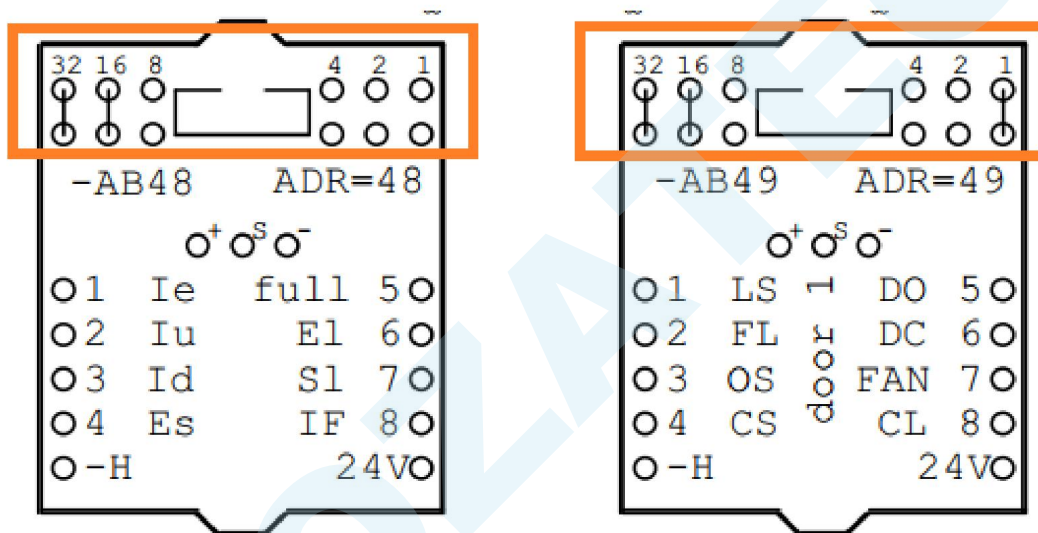 32 16 8 4 2 1
-AB48 ADR=48
+ S -
1 Ie full 5
2 Iu El 6
3 Id Sl 7
4 Es IF 8
-H 24V
32 16 8 4 2 1
-AB49 ADR=49
+ S -
1 LS DO 5
2 FL DC 6
3 OS FAN 7
4 CS CL 8
door 1
-H 24V